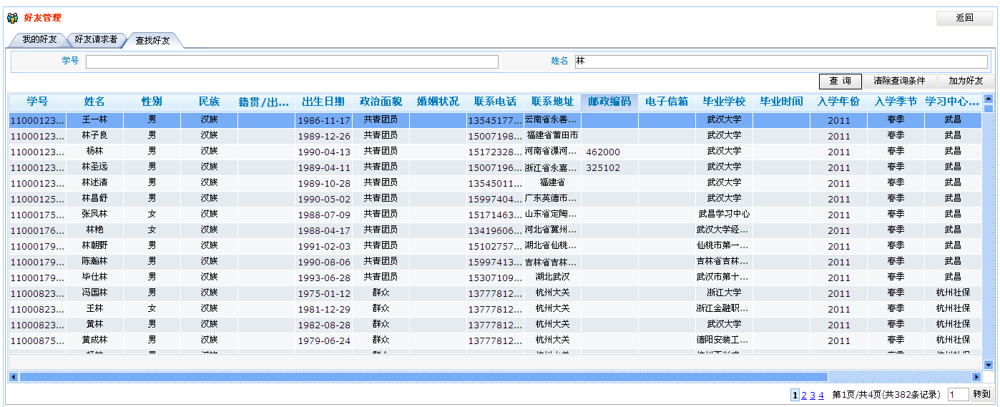 好友管理 返回
我的好友 好友请求者 查找好友
学号 姓名 林
查 询 清除查询条件 加为好友
学号 姓名 性别 民族 籍贯/出... 出生日期 政治面貌 婚姻状况 联系电话 联系地址 邮政编码 电子信箱 毕业学校 毕业时间 入学年份 入学季节 学习中心...
11000123... 王一林 男 汉族 1986-11-17 共青团员 13545177... 云南省永善... 武汉大学 2011 春季 武昌
11000123... 林子良 男 汉族 1989-12-26 共青团员 15007198... 福建省莆田市 武汉大学 2011 春季 武昌
11000123... 杨林 男 汉族 1990-04-13 共青团员 15172328... 河南省漯河... 462000 武汉大学 2011 春季 武昌
11000123... 林圣远 男 汉族 1989-04-11 共青团员 15007196... 浙江省永嘉... 325102 武汉大学 2011 春季 武昌
11000123... 林述清 男 汉族 1989-10-28 共青团员 13545011... 福建省 武汉大学 2011 春季 武昌
11000125... 林昌舒 男 汉族 1990-05-02 共青团员 15997404... 广东英德市... 武汉大学 2011 春季 武昌
11000175... 张凤林 女 汉族 1988-07-09 共青团员 15171463... 山东省定陶... 武昌学习中心 2011 春季 武昌
11000176... 林艳 女 汉族 1988-04-17 共青团员 13419606... 河北省冀州... 武汉大学经... 2011 春季 武昌
11000179... 林朝野 男 汉族 1991-02-03 共青团员 15102757... 湖北省仙桃... 仙桃市第一... 2011 春季 武昌
11000179... 陈瀚林 男 汉族 1990-08-06 共青团员 15997413... 吉林省吉林... 吉林省吉林... 2011 春季 武昌
11000179... 毕仕林 男 汉族 1993-06-28 共青团员 15307109... 湖北武汉 武汉市第十... 2011 春季 武昌
11000823... 冯国林 男 汉族 1975-01-12 群众 13777812... 杭州大关 浙江大学 2011 春季 杭州社保
11000823... 王林 女 汉族 1981-12-29 群众 13777812... 杭州大关 浙江金融职... 2011 春季 杭州社保
11000823... 黄林 男 汉族 1982-08-28 群众 13777812... 杭州大关 武汉大学 2011 春季 杭州社保
11000875... 黄成林 男 汉族 1979-06-24 群众 13777812... 杭州大关 德阳安装工... 2011 春季 杭州社保
1 2 3 4 第1页/共4页(共382条记录) 1 转到